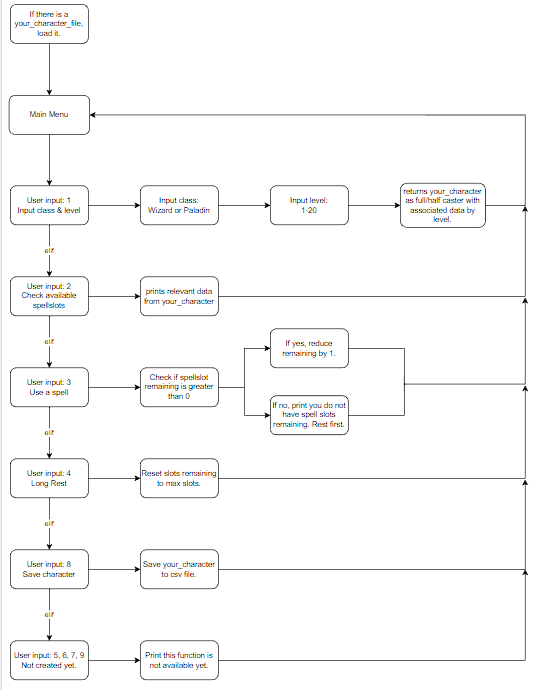 If there is a
your_character_file,
load it.
Main Menu
User input: 1
Input class & level
Input class:
Wizard or Paladin
Input level:
1-20
returns your_character
as full/half caster with
associated data by
level.
elif
User input: 2
Check available
spellslots
prints relevant data
from your_character
elif
User input: 3
Use a spell
Check if spellslot
remaining is greater
than 0
If yes, reduce
remaining by 1.
If no, print you do not
have spell slots
remaining. Rest first.
elif
User input: 4
Long Rest
Reset slots remaining
to max slots.
elif
User input: 8
Save character
Save your_character
to csv file.
elif
User input: 5, 6, 7, 9
Not created yet.
Print this function is
not available yet.